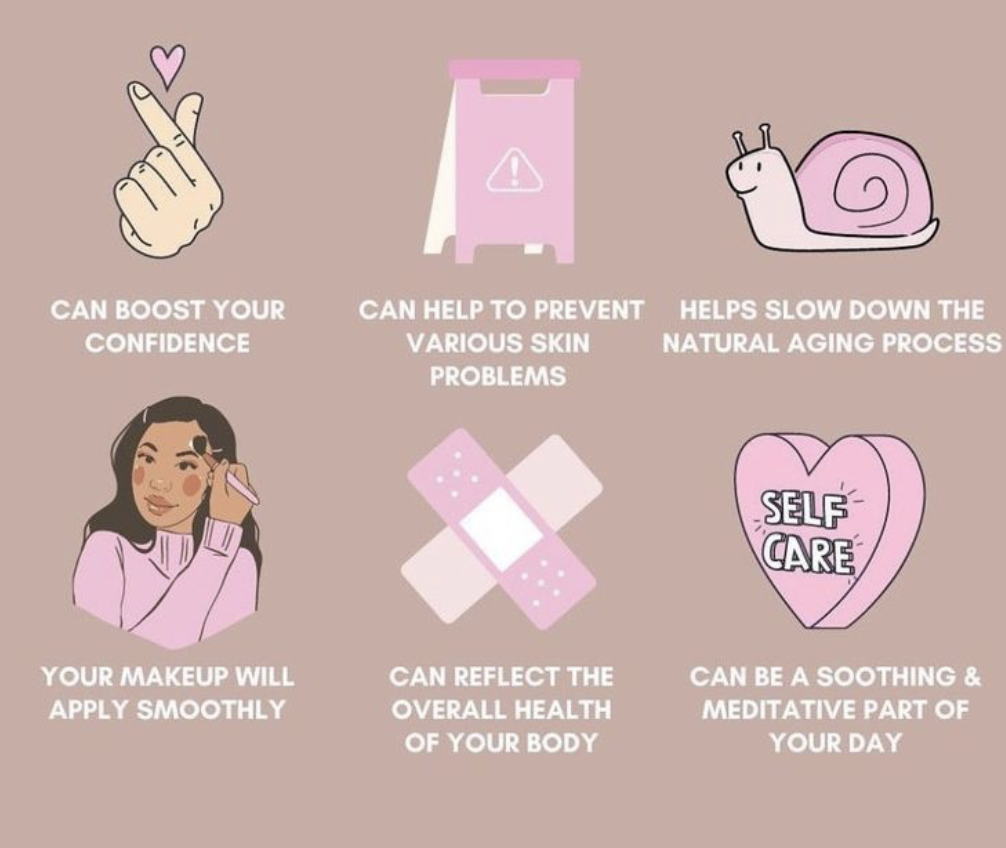 CAN BOOST YOUR
CONFIDENCE
CAN HELP TO PREVENT
VARIOUS SKIN
PROBLEMS
HELPS SLOW DOWN THE
NATURAL AGING PROCESS
YOUR MAKEUP WILL
APPLY SMOOTHLY
CAN REFLECT THE
OVERALL HEALTH
OF YOUR BODY
SELF
CARE
CAN BE A SOOTHING &
MEDITATIVE PART OF
YOUR DAY